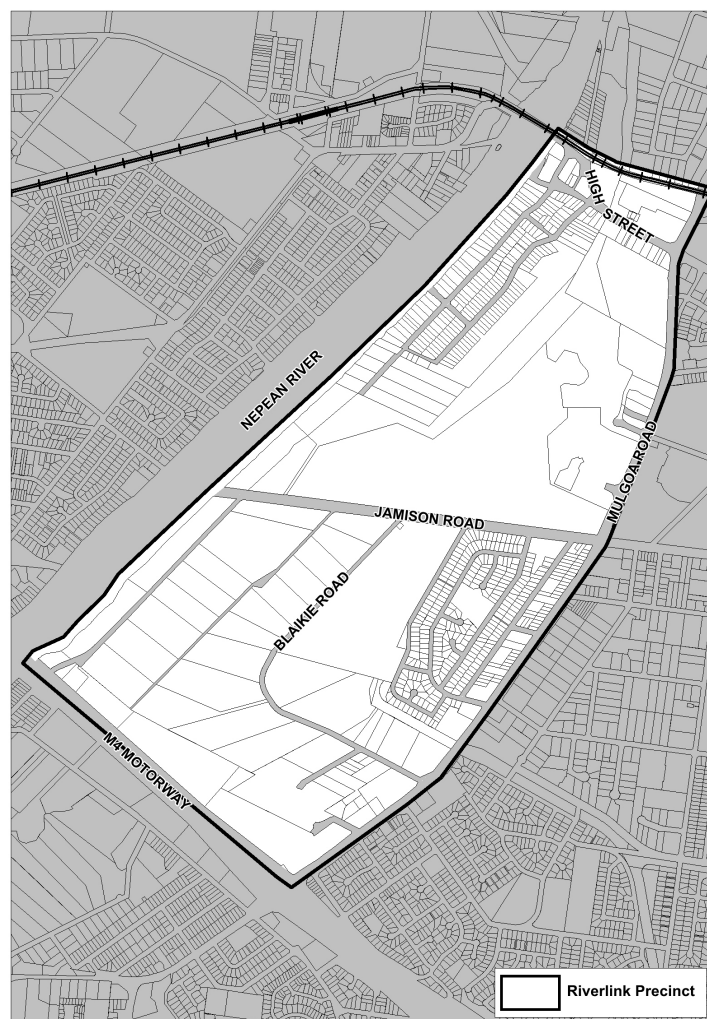 HIGH STREET
NEPEAN RIVER
MULGOA ROAD
JAMISON ROAD
BLAIKIE ROAD
M4 MOTORWAY
Riverlink Precinct